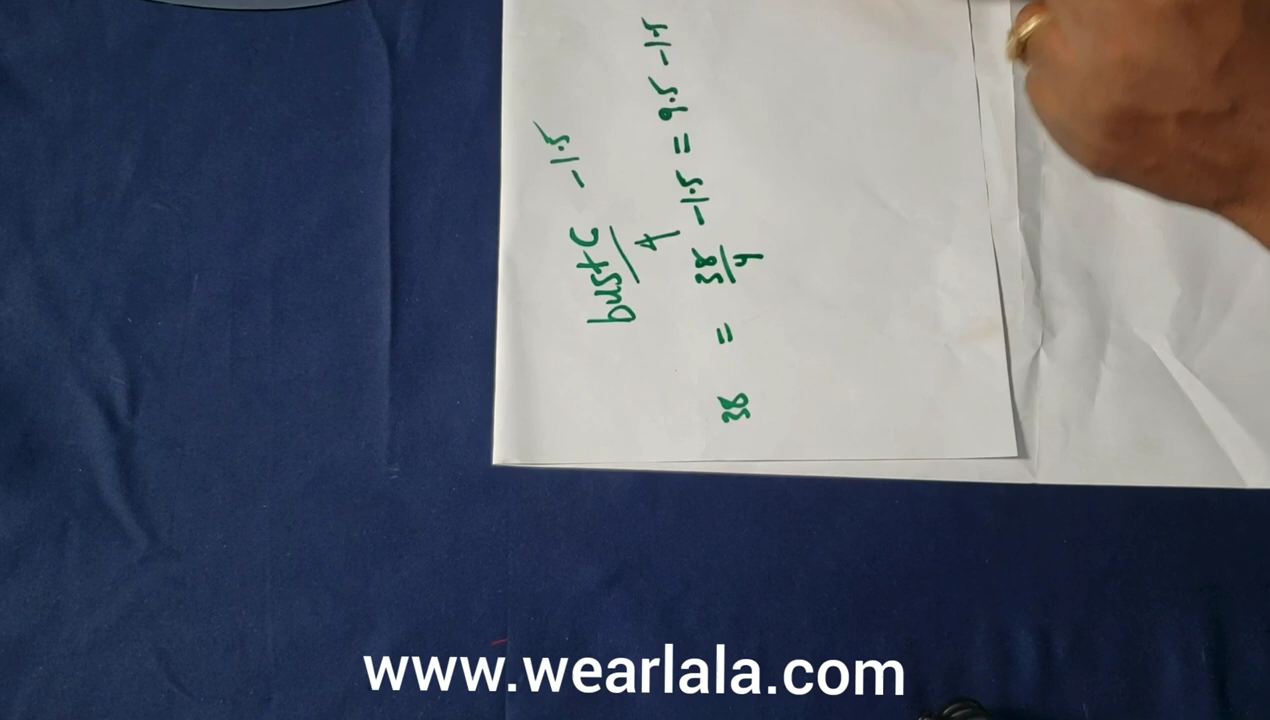 bust c / 4 - 1.5
38 = 38/4 - 1.5 = 9.5 - 1.5
www.wearlala.com